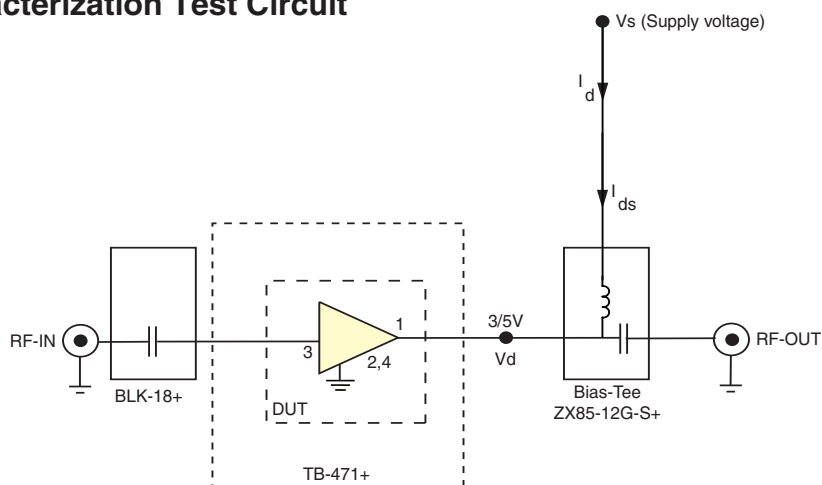 acterization Test Circuit
Vs (Supply voltage)
I d
I ds
RF-IN
BLK-18+
3
1
2,4
DUT
TB-471+
3/5V
Vd
Bias-Tee
ZX85-12G-S+
RF-OUT